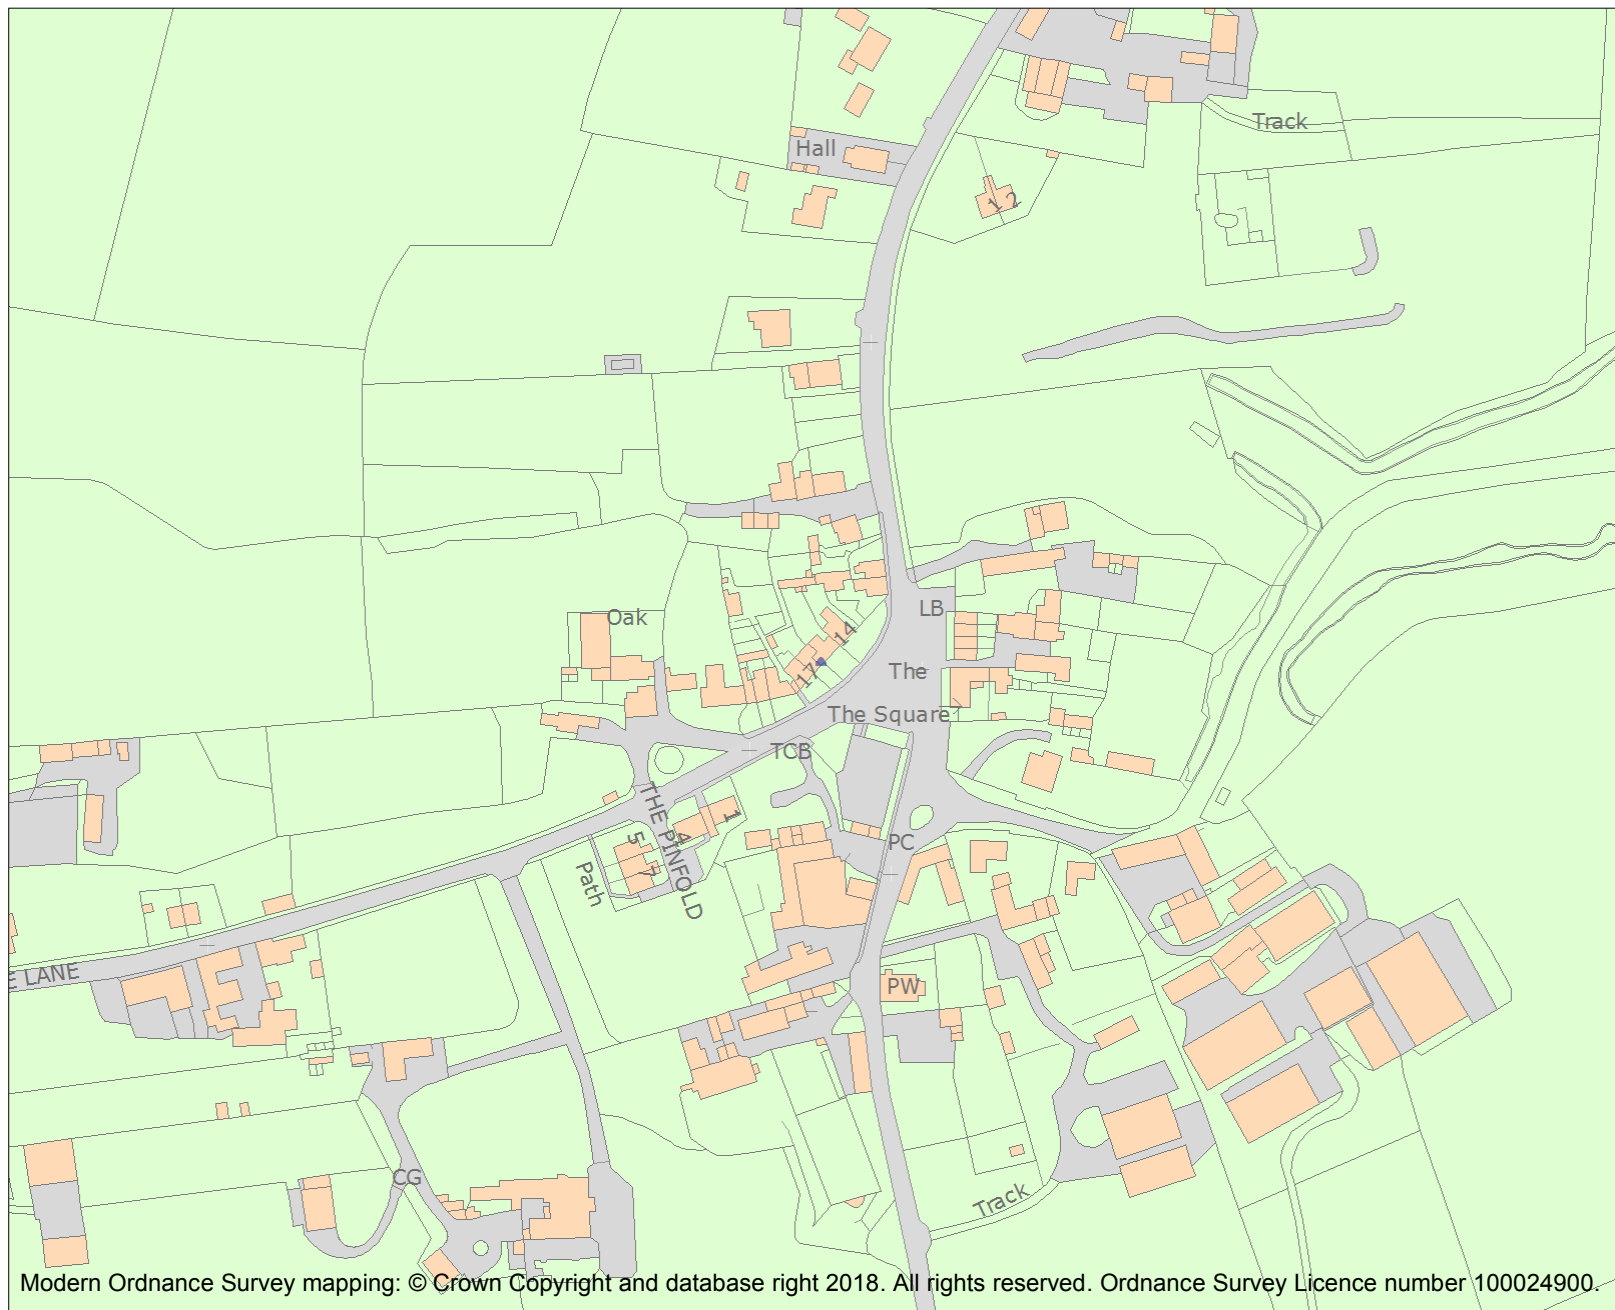 Track
Hall
1 2
LB
Oak
14
17
The
The Square
TCB
THE PINFOLD
1
4
5
7
PC
Path
E LANE
PW
CG
Track
Modern Ordnance Survey mapping: © Crown Copyright and database right 2018. All rights reserved. Ordnance Survey Licence number 100024900.